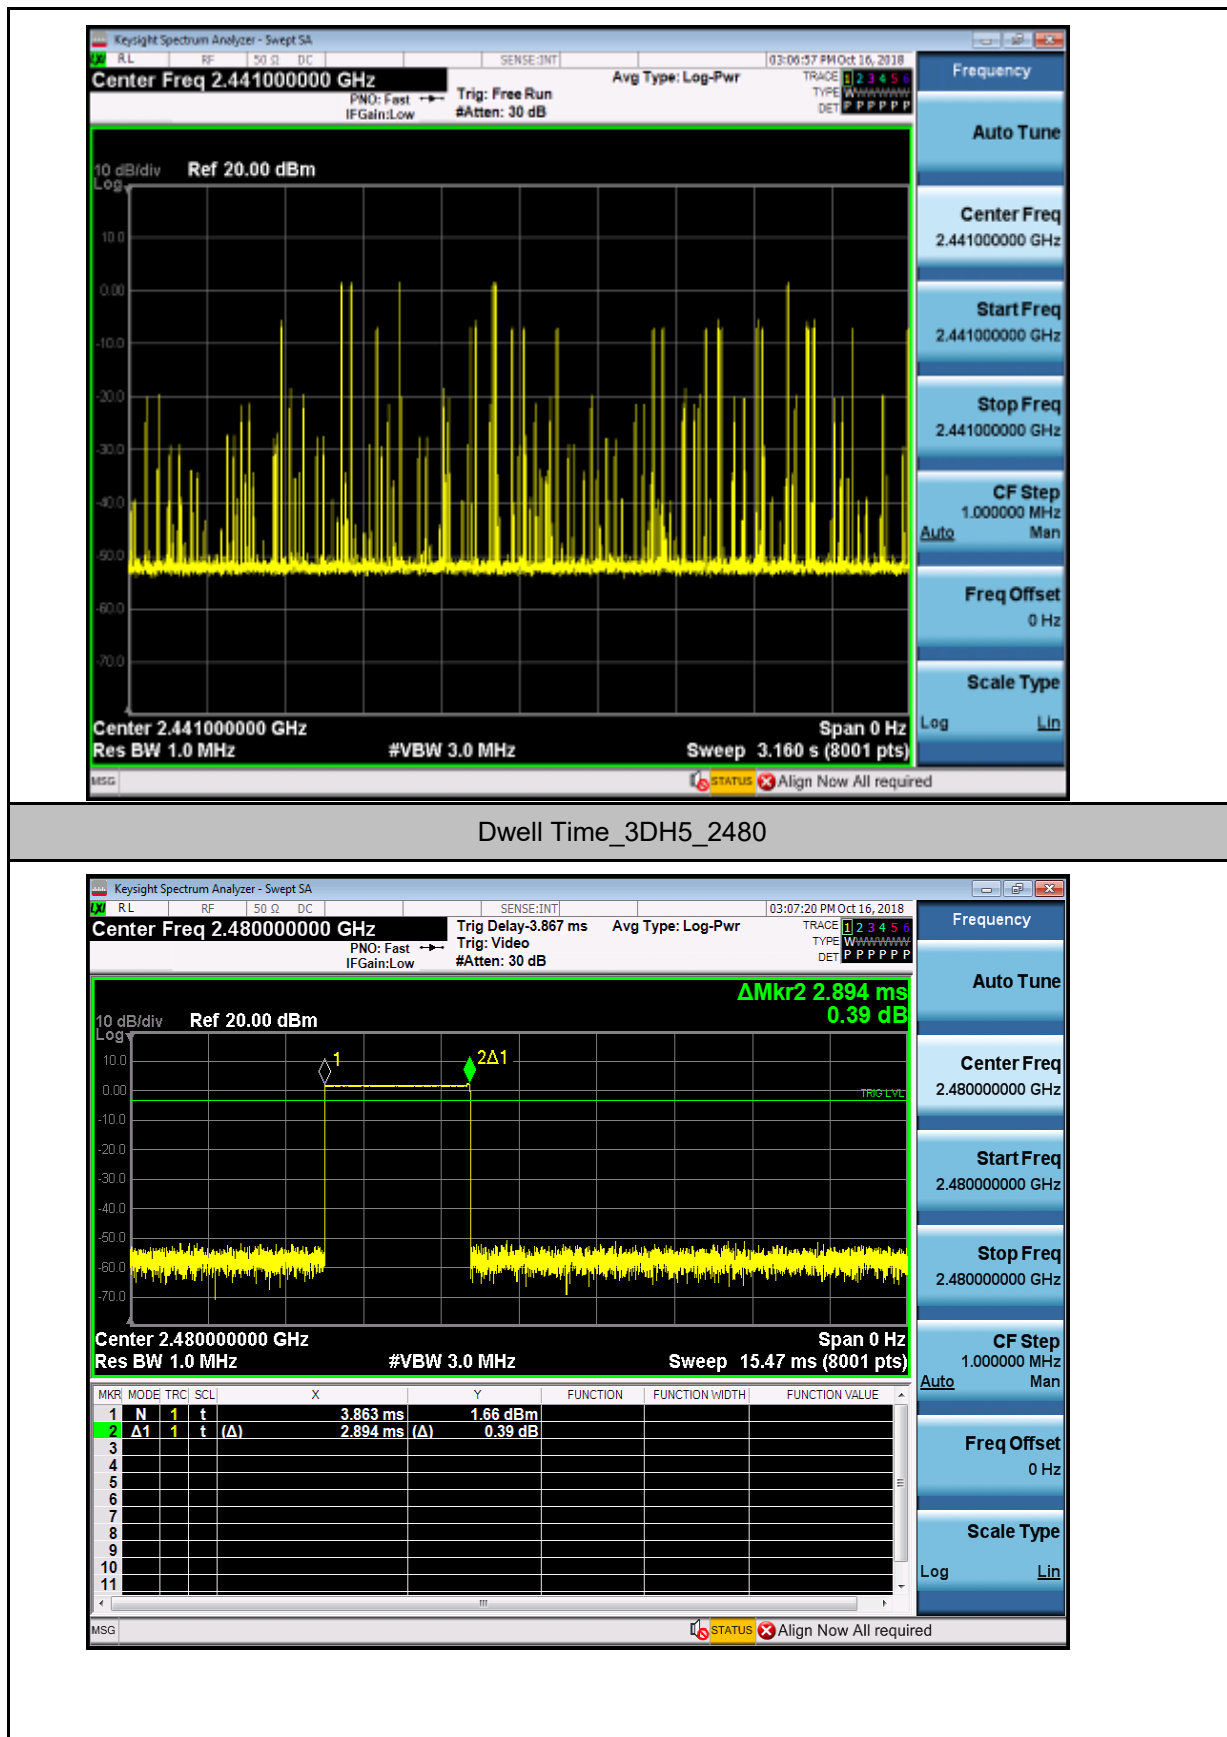 Keysight Spectrum Analyzer - Swept SA
LXI RL RF 50 Ω DC SENSE:INT 03:06:57 PM Oct 16, 2018
Center Freq 2.441000000 GHz
PNO: Fast
IFGain:Low
Trig: Free Run
#Atten: 30 dB
Avg Type: Log-Pwr
TRACE 1 2 3 4 5 6
TYPE WWWWWW
DET P P P P P P
10 dB/div Ref 20.00 dBm
Log
10.0
0.00
-10.0
-20.0
-30.0
-40.0
-50.0
-60.0
-70.0
Center 2.441000000 GHz Span 0 Hz
Res BW 1.0 MHz #VBW 3.0 MHz Sweep 3.160 s (8001 pts)
MSG STATUS Align Now All required
Frequency
Auto Tune
Center Freq
2.441000000 GHz
Start Freq
2.441000000 GHz
Stop Freq
2.441000000 GHz
CF Step
1.000000 MHz
Auto Man
Freq Offset
0 Hz
Scale Type
Log Lin
Dwell Time_3DH5_2480
Keysight Spectrum Analyzer - Swept SA
LXI RL RF 50 Ω DC SENSE:INT 03:07:20 PM Oct 16, 2018
Center Freq 2.480000000 GHz
PNO: Fast
IFGain:Low
Trig Delay-3.867 ms
Trig: Video
#Atten: 30 dB
Avg Type: Log-Pwr
TRACE 1 2 3 4 5 6
TYPE WWWWWW
DET P P P P P P
ΔMkr2 2.894 ms
0.39 dB
10 dB/div Ref 20.00 dBm
Log
1
2Δ1
TRIG LVL
10.0
0.00
-10.0
-20.0
-30.0
-40.0
-50.0
-60.0
-70.0
Center 2.480000000 GHz Span 0 Hz
Res BW 1.0 MHz #VBW 3.0 MHz Sweep 15.47 ms (8001 pts)
MKR MODE TRC SCL X Y FUNCTION FUNCTION WIDTH FUNCTION VALUE
1 N 1 t 3.863 ms 1.66 dBm
2 Δ1 1 t (Δ) 2.894 ms (Δ) 0.39 dB
3
4
5
6
7
8
9
10
11
MSG STATUS Align Now All required
Frequency
Auto Tune
Center Freq
2.480000000 GHz
Start Freq
2.480000000 GHz
Stop Freq
2.480000000 GHz
CF Step
1.000000 MHz
Auto Man
Freq Offset
0 Hz
Scale Type
Log Lin